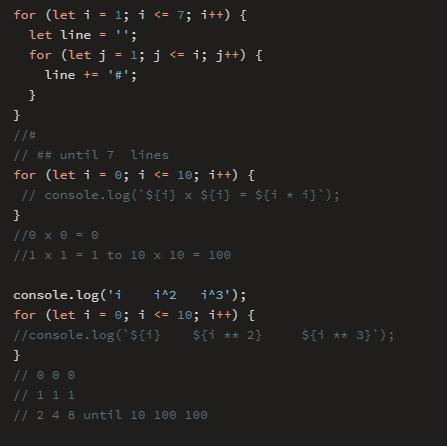 for (let i = 1; i <= 7; i++) {
  let line = '';
  for (let j = 1; j <= i; j++) {
    line += '#';
  }
}
//#
// ## until 7  lines
for (let i = 0; i <= 10; i++) {
 // console.log(`${i} x ${i} = ${i * i}`);
}
//0 x 0 = 0
//1 x 1 = 1 to 10 x 10 = 100

console.log('i    i^2   i^3');
for (let i = 0; i <= 10; i++) {
//console.log(`${i}    ${i ** 2}     ${i ** 3}`);
}
// 0 0 0
// 1 1 1
// 2 4 8 until 10 100 100